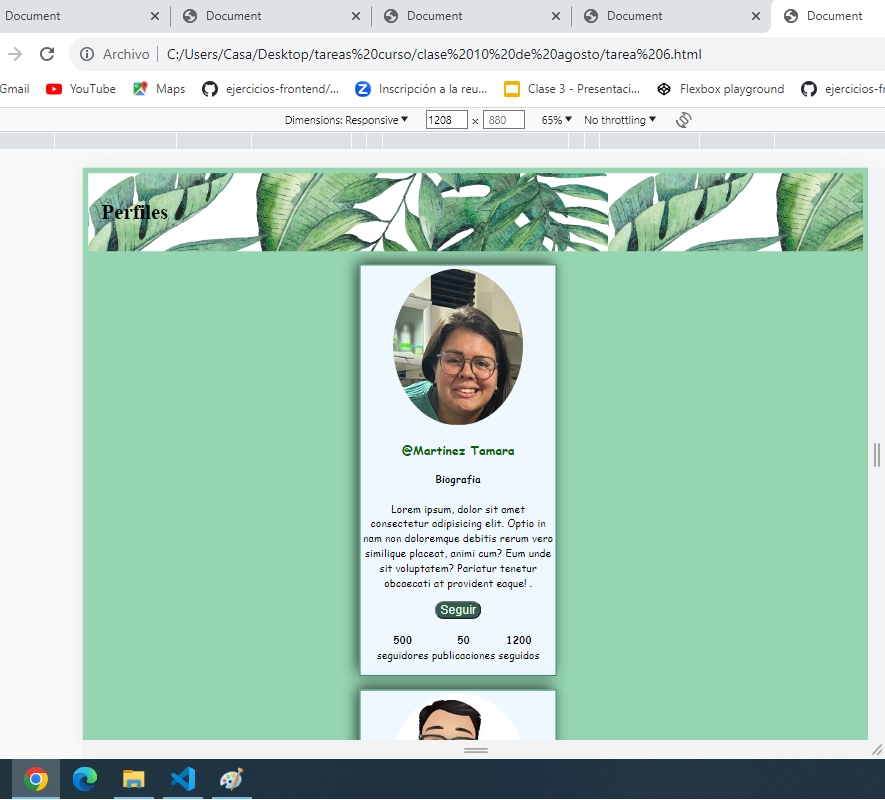 Document
Document
Document
Document
Document
Archivo
C:/Users/Casa/Desktop/tareas%20curso/clase%2010%20de%20agosto/tarea%206.html
Gmail
YouTube
Maps
ejercicios-frontend/...
Inscripción a la reu...
Clase 3 - Presentaci...
Flexbox playground
ejercicios-fr
Dimensions: Responsive
1208 x 880
65%
No throttling
Perfiles
@Martinez Tamara
Biografia
Lorem ipsum, dolor sit amet
consectetur adipisicing elit. Optio in
nam non doloremque debitis rerum vero
similique placeat, animi cum? Eum unde
sit voluptatem? Pariatur tenetur
obcaecati at provident eaque! .
Seguir
500 50 1200
seguidores publicaciones seguidos